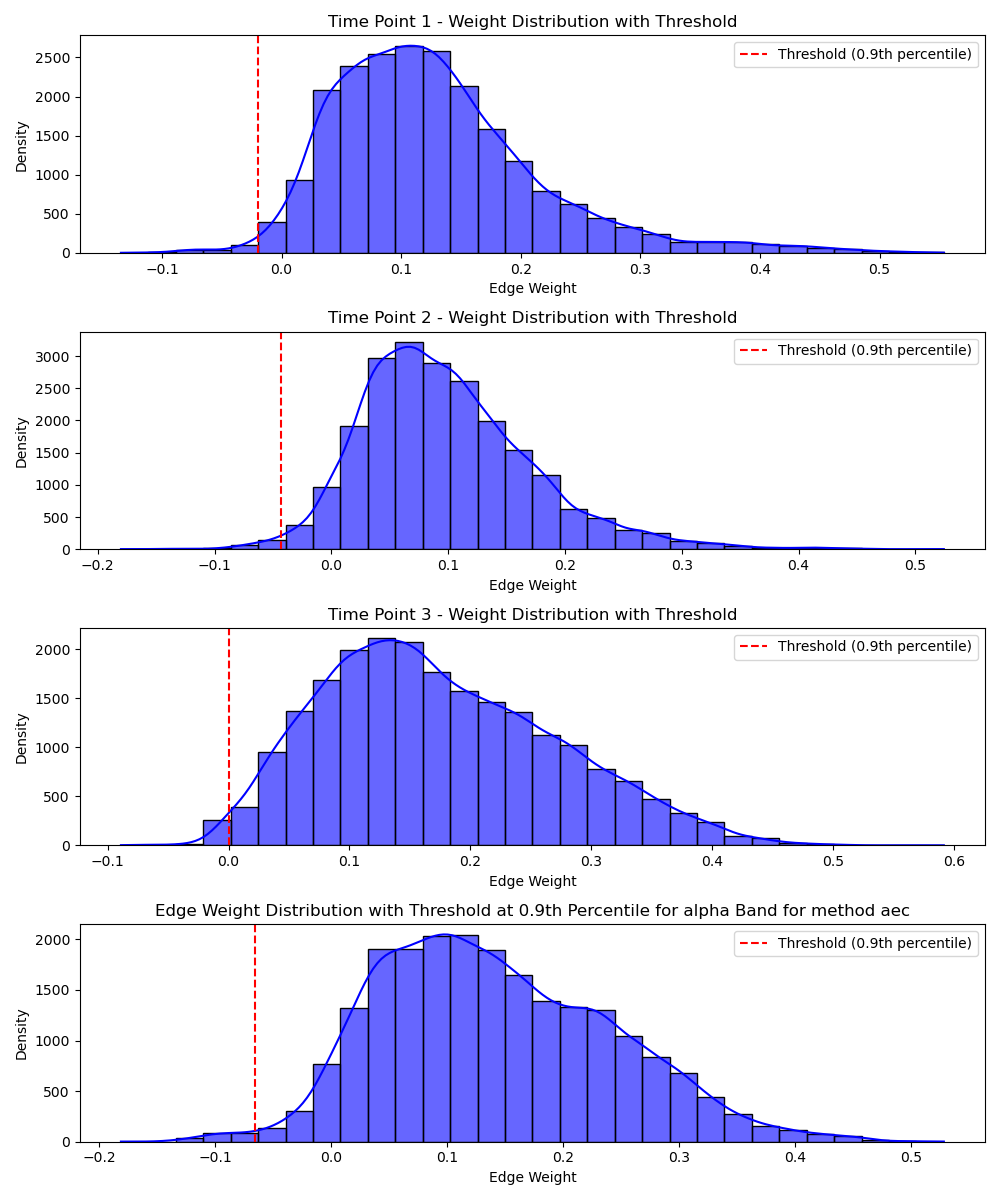 Time Point 1 - Weight Distribution with Threshold
Threshold (0.9th percentile)
Density
2500
2000
1500
1000
500
0
−0.1 0.0 0.1 0.2 0.3 0.4 0.5
Edge Weight
Time Point 2 - Weight Distribution with Threshold
Threshold (0.9th percentile)
Density
3000
2500
2000
1500
1000
500
0
−0.2 −0.1 0.0 0.1 0.2 0.3 0.4 0.5
Edge Weight
Time Point 3 - Weight Distribution with Threshold
Threshold (0.9th percentile)
Density
2000
1500
1000
500
0
−0.1 0.0 0.1 0.2 0.3 0.4 0.5 0.6
Edge Weight
Edge Weight Distribution with Threshold at 0.9th Percentile for alpha Band for method aec
Threshold (0.9th percentile)
Density
2000
1500
1000
500
0
−0.2 −0.1 0.0 0.1 0.2 0.3 0.4 0.5
Edge Weight